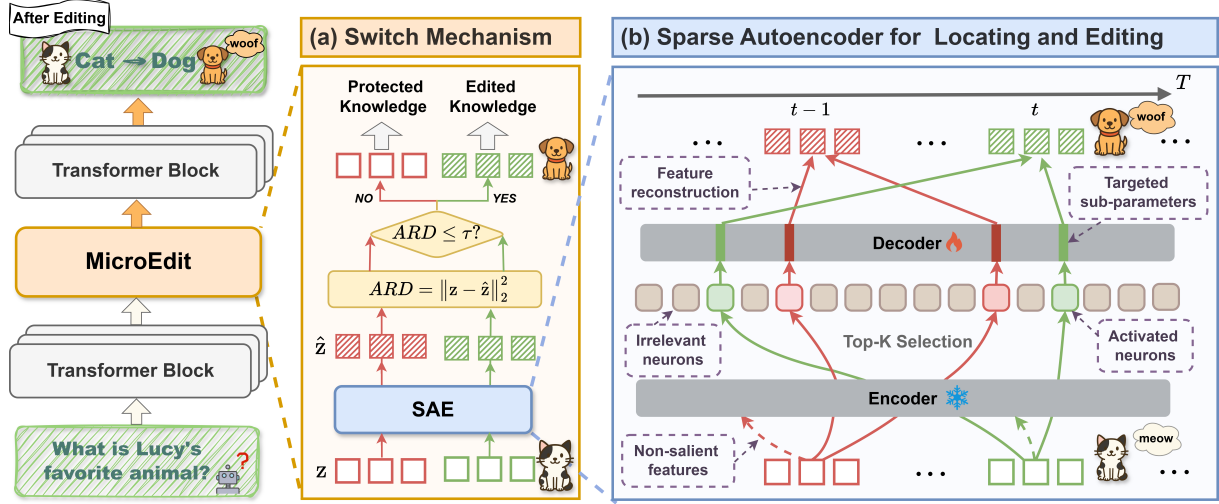 After Editing
Cat → Dog
woof
Transformer Block
MicroEdit
Transformer Block
What is Lucy's
favorite animal?
?
(a) Switch Mechanism
Protected
Knowledge
Edited
Knowledge
NO
YES
ARD ≤ τ?
ARD = ‖z − ẑ‖₂²
ẑ
SAE
z
(b) Sparse Autoencoder for Locating and Editing
T
t − 1
t
woof
...
...
...
Feature
reconstruction
Targeted
sub-parameters
Decoder
Irrelevant
neurons
Top-K Selection
Activated
neurons
Encoder
Non-salient
features
meow
...
...